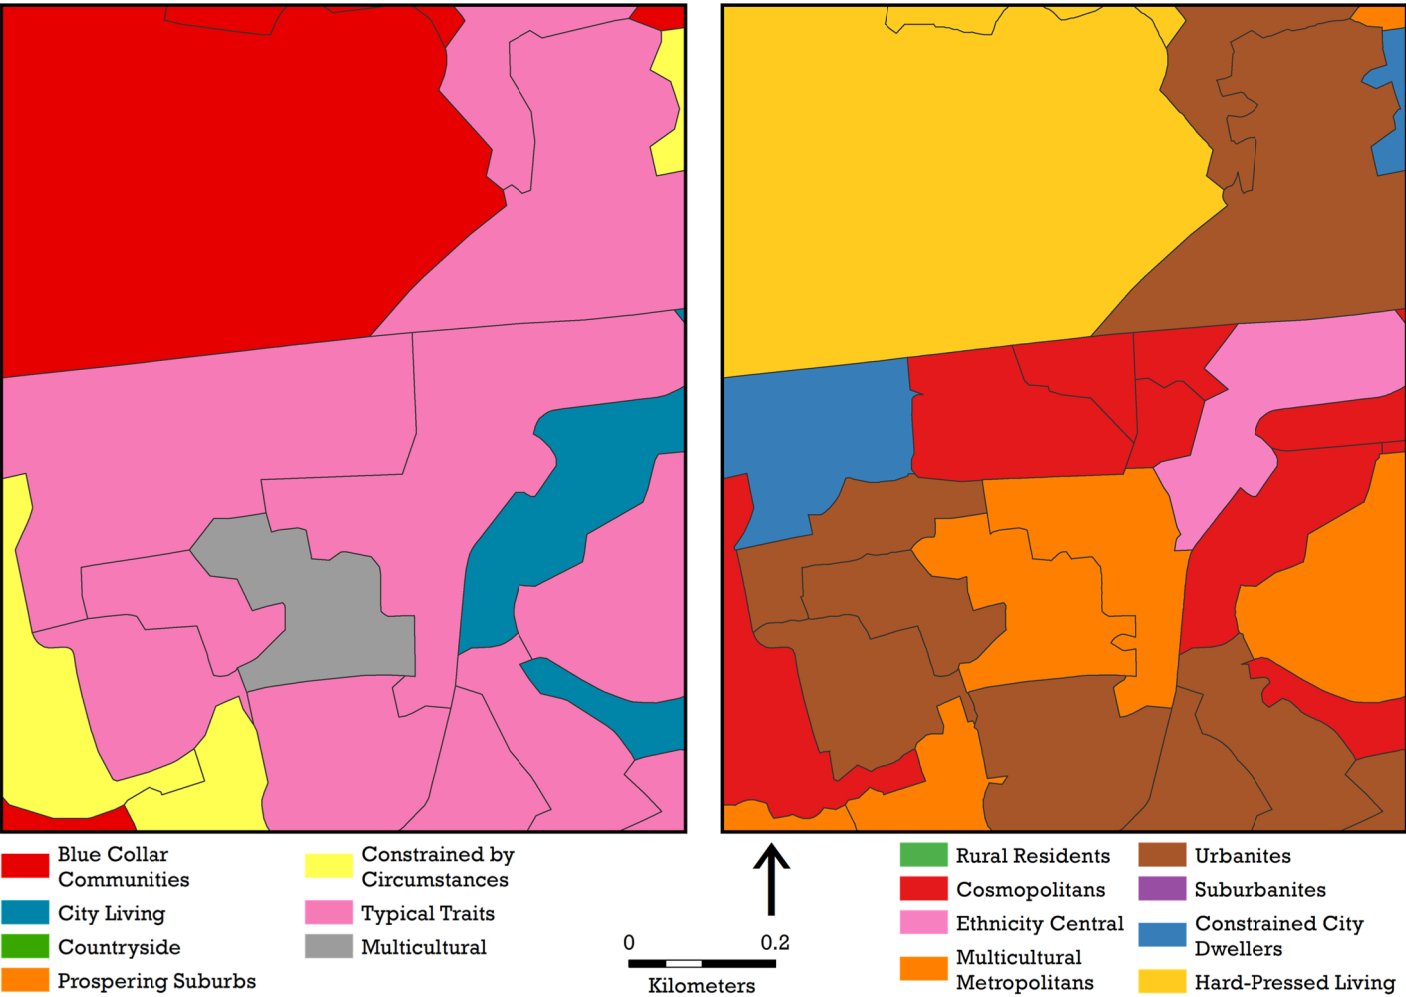 Blue Collar
Communities
City Living
Countryside
Prospering Suburbs
Constrained by
Circumstances
Typical Traits
Multicultural
0 0.2
Kilometers
Rural Residents
Cosmopolitans
Ethnicity Central
Multicultural
Metropolitans
Urbanites
Suburbanites
Constrained City
Dwellers
Hard-Pressed Living